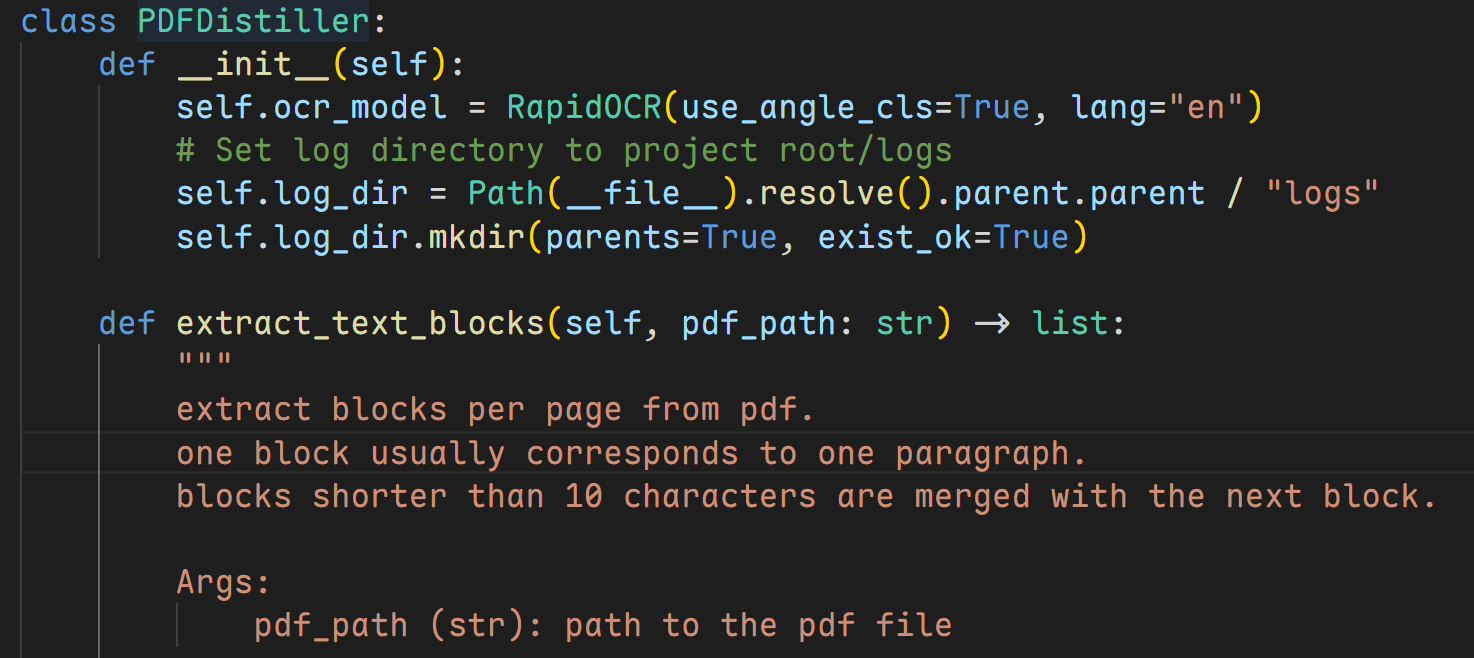 class PDFDistiller:
    def __init__(self):
        self.ocr_model = RapidOCR(use_angle_cls=True, lang="en")
        # Set log directory to project root/logs
        self.log_dir = Path(__file__).resolve().parent.parent / "logs"
        self.log_dir.mkdir(parents=True, exist_ok=True)

    def extract_text_blocks(self, pdf_path: str) → list:
        """
        extract blocks per page from pdf.
        one block usually corresponds to one paragraph.
        blocks shorter than 10 characters are merged with the next block.

        Args:
            pdf_path (str): path to the pdf file